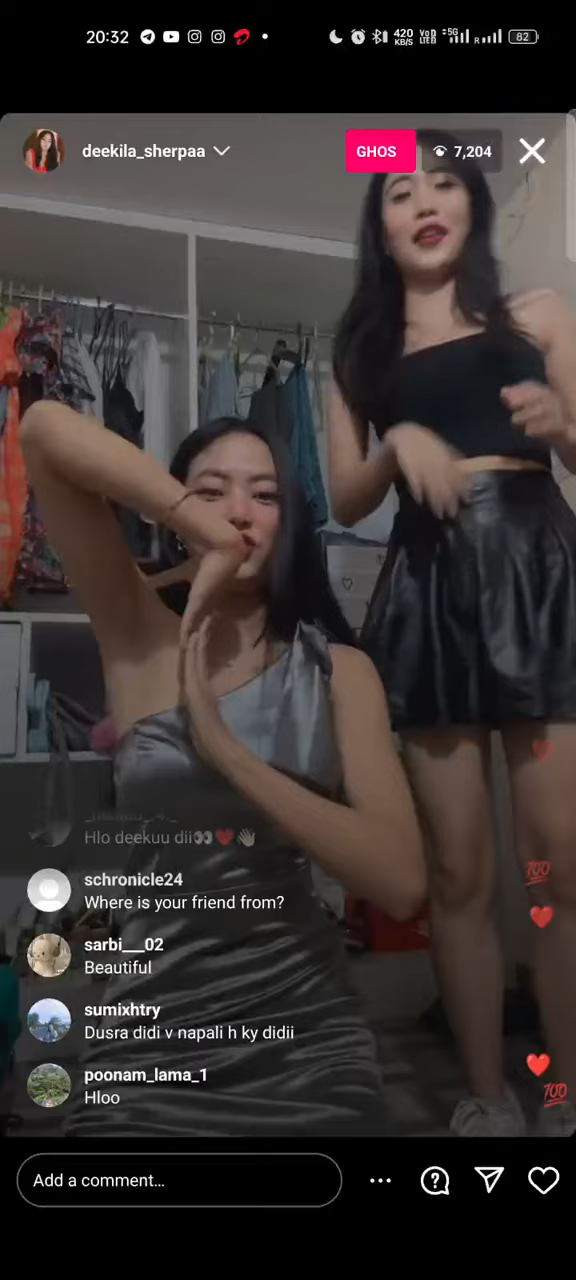 20:32
420
KB/S
5G
R
82
deekila_sherpaa
GHOS
7,204
Hlo deekuu dii👀❤️👋🏻
schronicle24
Where is your friend from?
sarbi___02
Beautiful
sumixhtry
Dusra didi v napali h ky didii
poonam_lama_1
Hloo
💯
💯
Add a comment...